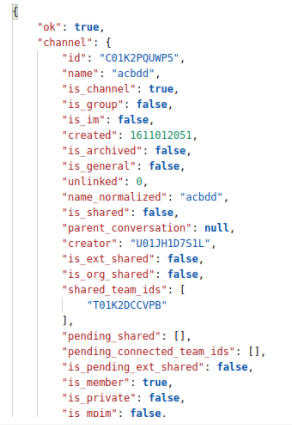 {
"ok": true,
"channel": {
"id": "C01K2PQUWP5",
"name": "acbdd",
"is_channel": true,
"is_group": false,
"is_im": false,
"created": 1611012051,
"is_archived": false,
"is_general": false,
"unlinked": 0,
"name_normalized": "acbdd",
"is_shared": false,
"parent_conversation": null,
"creator": "U01JH1D7S1L",
"is_ext_shared": false,
"is_org_shared": false,
"shared_team_ids": [
"T01K2DCCVPB"
],
"pending_shared": [],
"pending_connected_team_ids": [],
"is_pending_ext_shared": false,
"is_member": true,
"is_private": false,
"is_mpim": false,